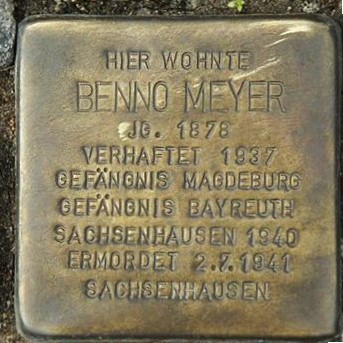 HIER WOHNTE
BENNO MEYER
JG. 1878
VERHAFTET 1937
GEFÄNGNIS MAGDEBURG
GEFÄNGNIS BAYREUTH
SACHSENHAUSEN 1940
ERMORDET 2.7.1941
SACHSENHAUSEN